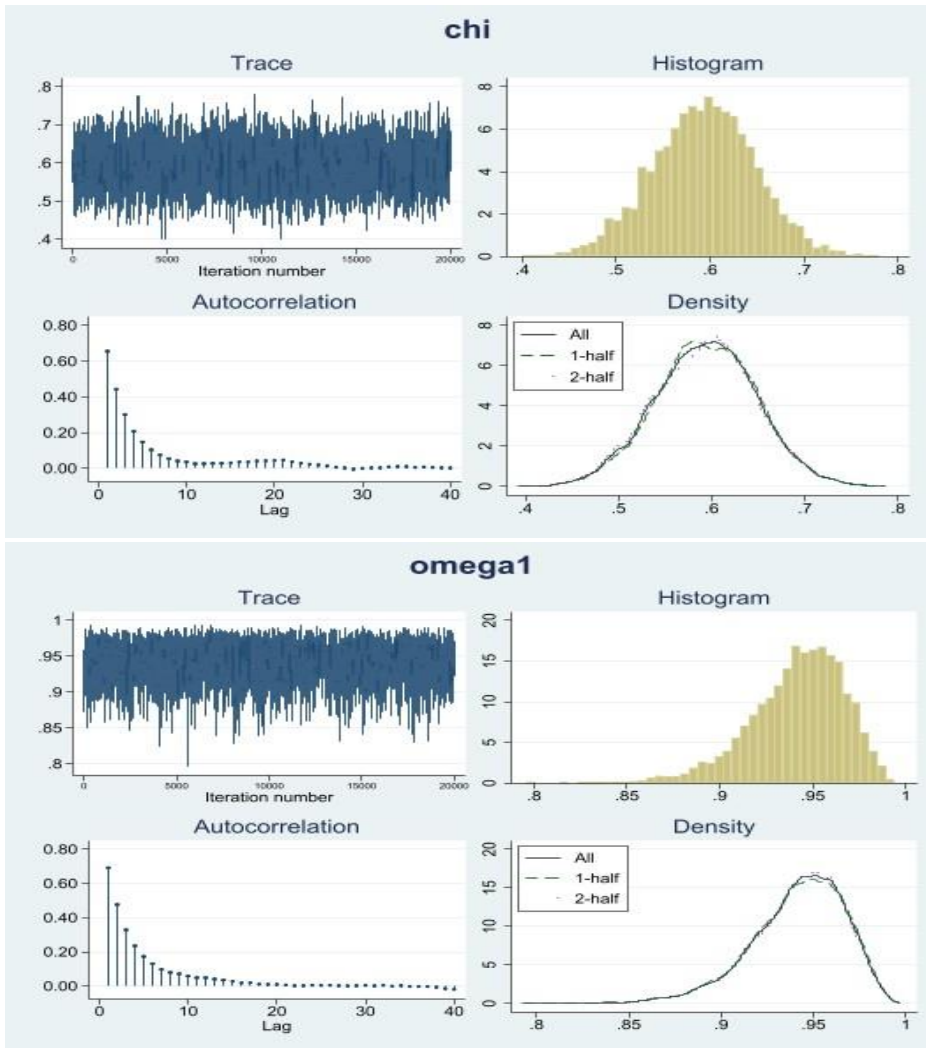 chi
Trace
.8
.7
.6
.5
.4
0 5000 10000 15000 20000
Iteration number
Histogram
8
6
4
2
0
.4 .5 .6 .7 .8
Autocorrelation
0.80
0.60
0.40
0.20
0.00
0 10 20 30 40
Lag
Density
All
1-half
2-half
8
6
4
2
0
.4 .5 .6 .7 .8
omega1
Trace
1
.95
.9
.85
.8
0 5000 10000 15000 20000
Iteration number
Histogram
20
15
10
5
0
.8 .85 .9 .95 1
Autocorrelation
0.80
0.60
0.40
0.20
0.00
0 10 20 30 40
Lag
Density
All
1-half
2-half
20
15
10
5
0
.8 .85 .9 .95 1